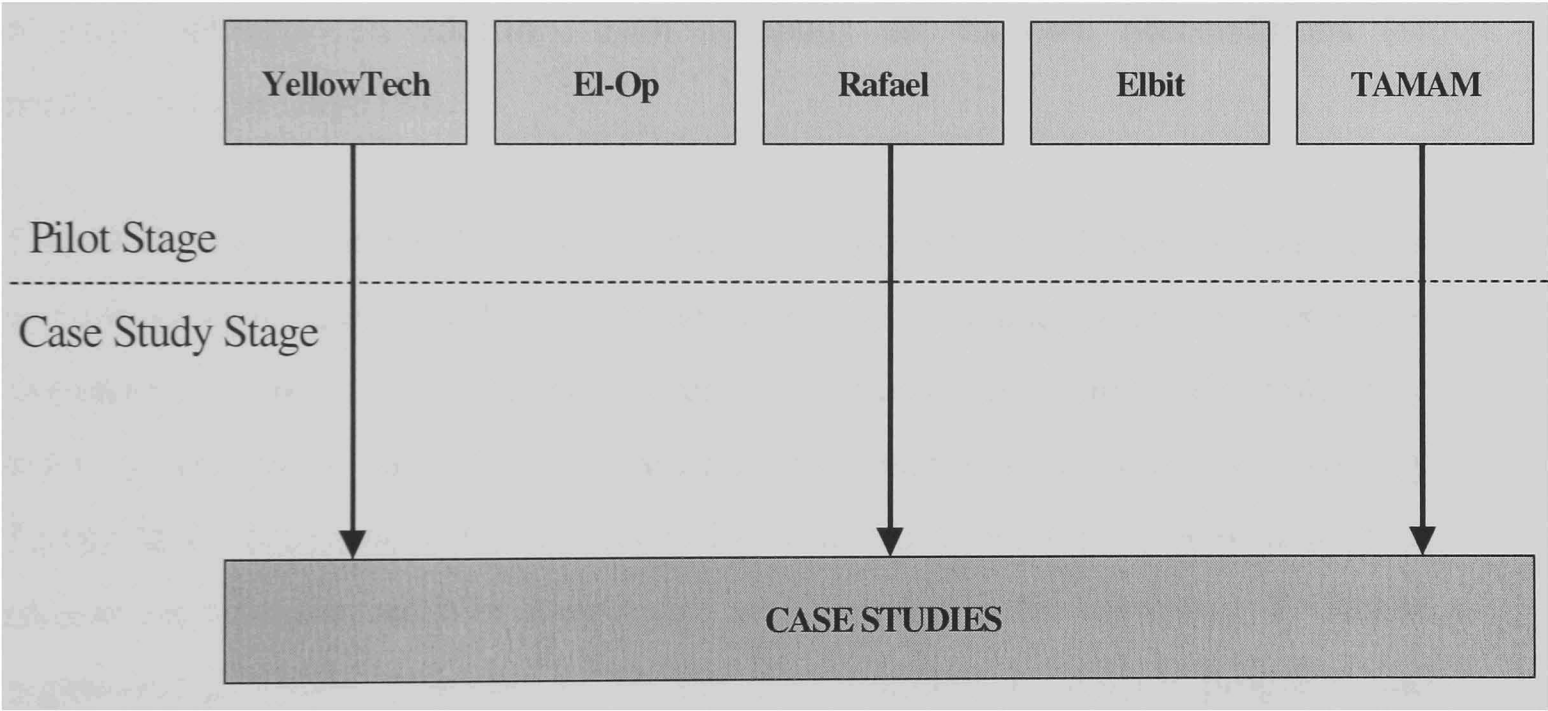 YellowTech
El-Op
Rafael
Elbit
TAMAM
Pilot Stage
Case Study Stage
CASE STUDIES